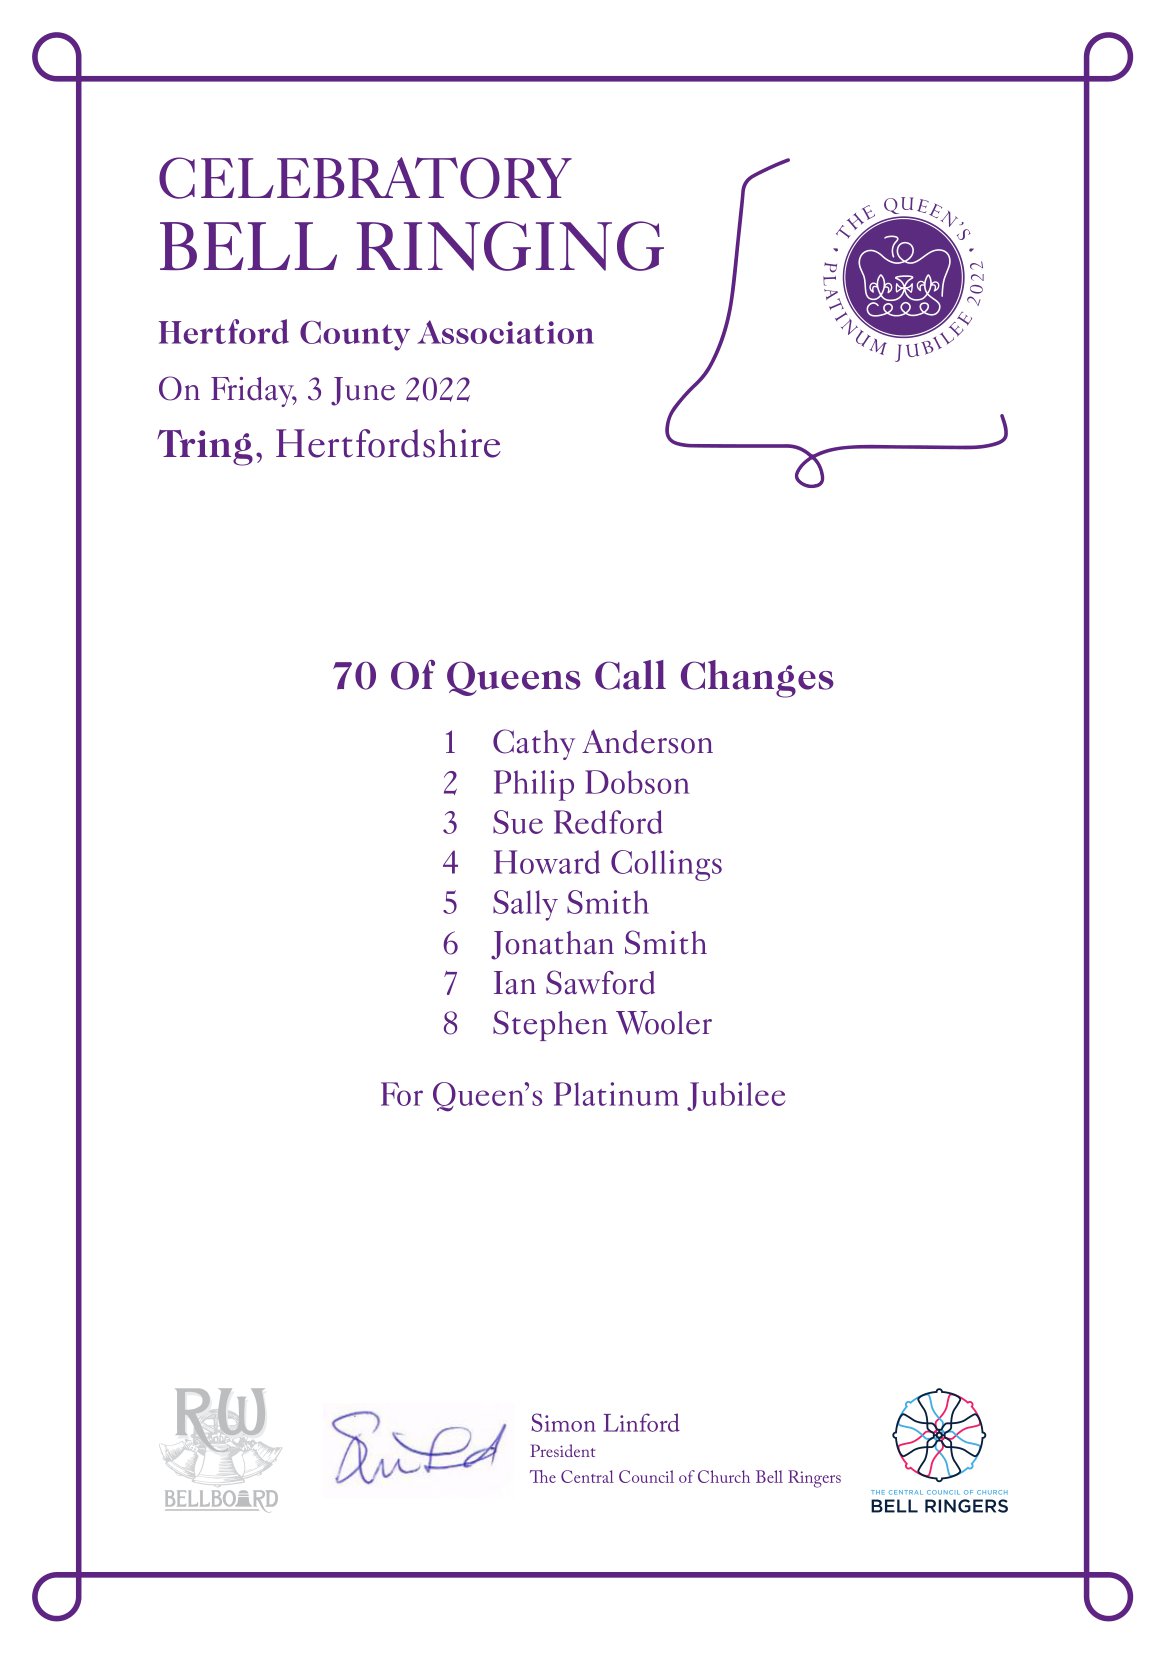 CELEBRATORY
BELL RINGING
Hertford County Association
On Friday, 3 June 2022
Tring, Hertfordshire
THE QUEEN'S
PLATINUM JUBILEE 2022
70
70 Of Queens Call Changes
1 Cathy Anderson
2 Philip Dobson
3 Sue Redford
4 Howard Collings
5 Sally Smith
6 Jonathan Smith
7 Ian Sawford
8 Stephen Wooler
For Queen’s Platinum Jubilee
RW
BELLBOARD
Simon Linford
President
The Central Council of Church Bell Ringers
THE CENTRAL COUNCIL OF CHURCH
BELL RINGERS